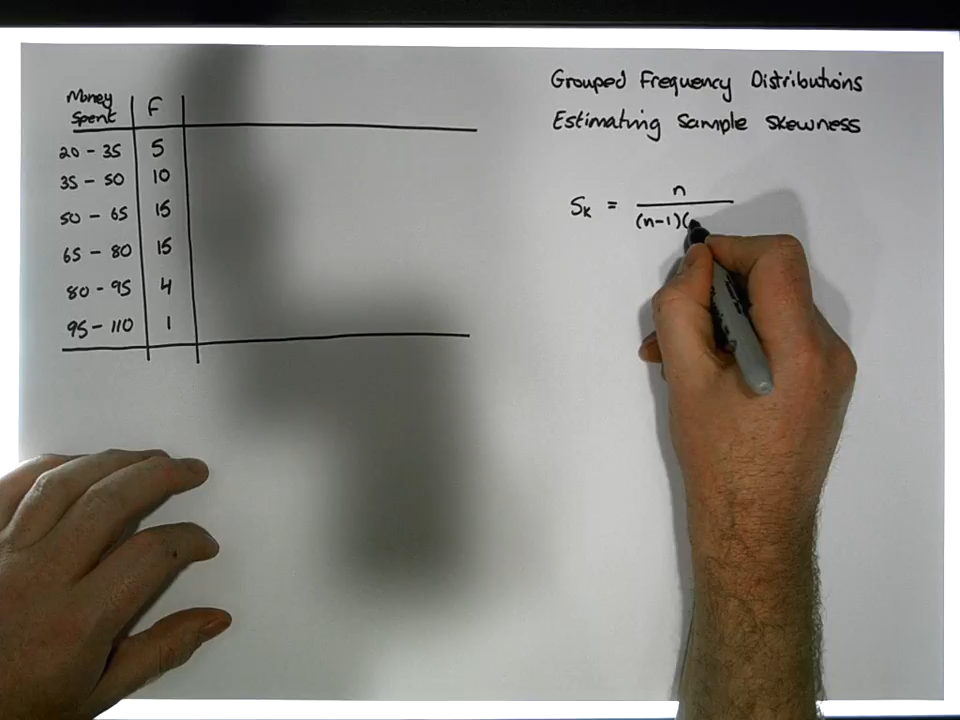 Grouped Frequency Distributions
Estimating Sample Skewness
Money Spent F
20 - 35 5
35 - 50 10
50 - 65 15
65 - 80 15
80 - 95 4
95 - 110 1
Sk = n
(n-1)(